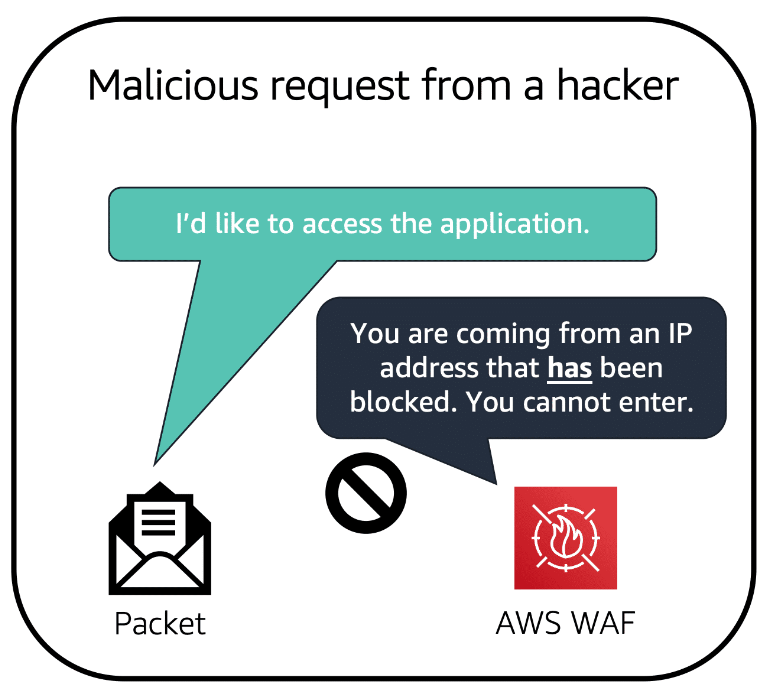 Malicious request from a hacker
I’d like to access the application.
You are coming from an IP
address that has been
blocked. You cannot enter.
Packet
AWS WAF